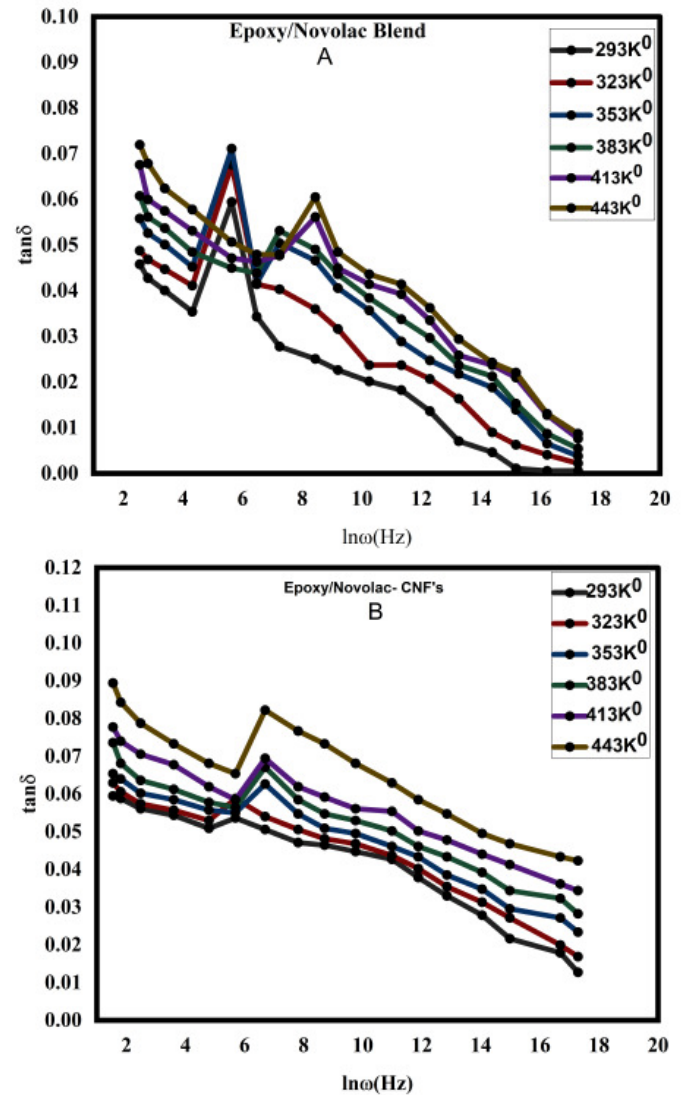 Epoxy/Novolac Blend
A
0.10
0.09
0.08
0.07
0.06
0.05
0.04
0.03
0.02
0.01
0.00
tanδ
293K⁰
323K⁰
353K⁰
383K⁰
413K⁰
443K⁰
2 4 6 8 10 12 14 16 18 20
lnω(Hz)
Epoxy/Novolac- CNF's
B
0.12
0.11
0.10
0.09
0.08
0.07
0.06
0.05
0.04
0.03
0.02
0.01
0.00
tanδ
293K⁰
323K⁰
353K⁰
383K⁰
413K⁰
443K⁰
2 4 6 8 10 12 14 16 18 20
lnω(Hz)